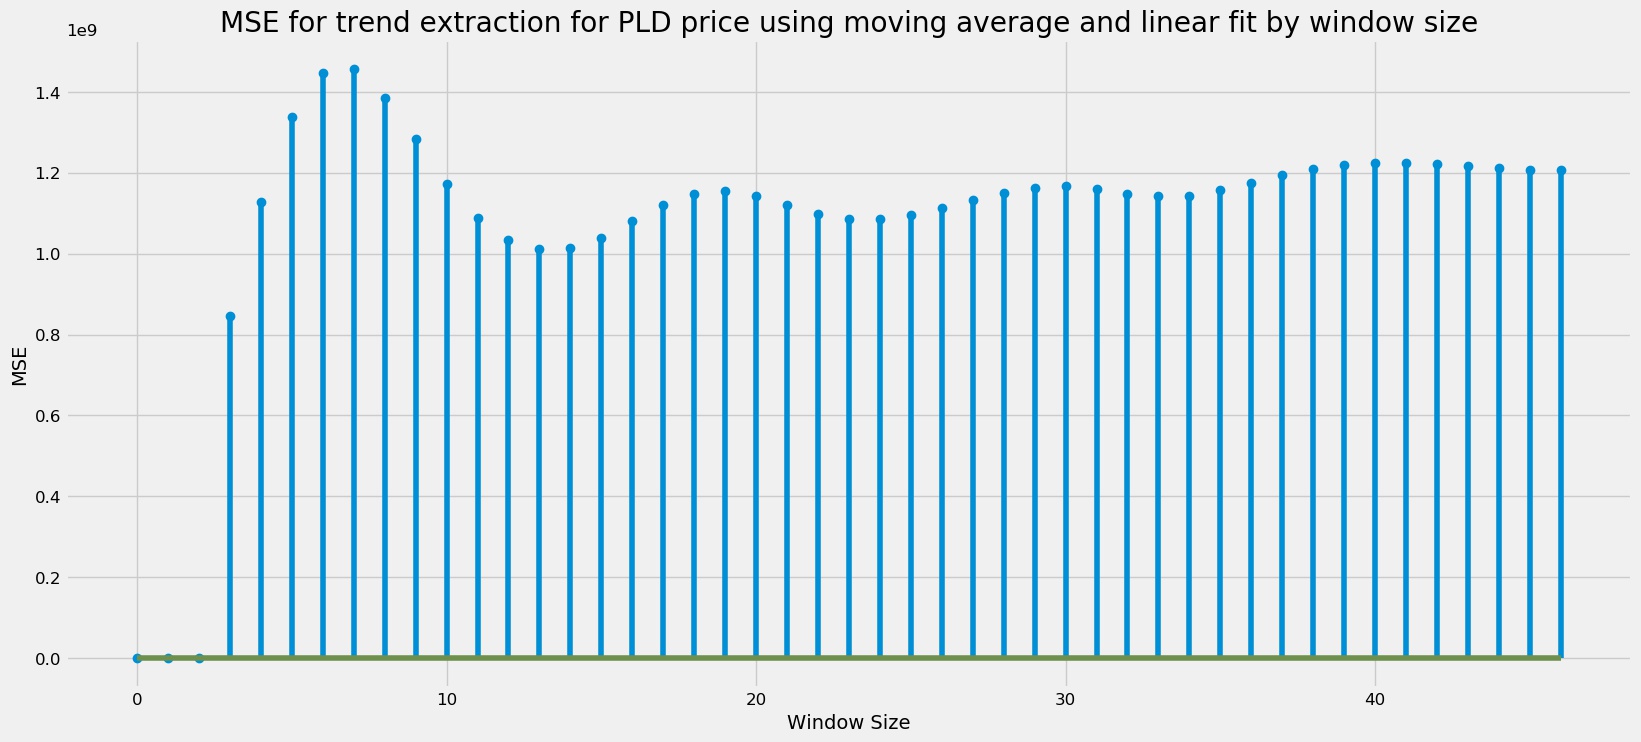 MSE for trend extraction for PLD price using moving average and linear fit by window size
1e9
1.4
1.2
1.0
0.8
0.6
0.4
0.2
0.0
MSE
0 10 20 30 40
Window Size